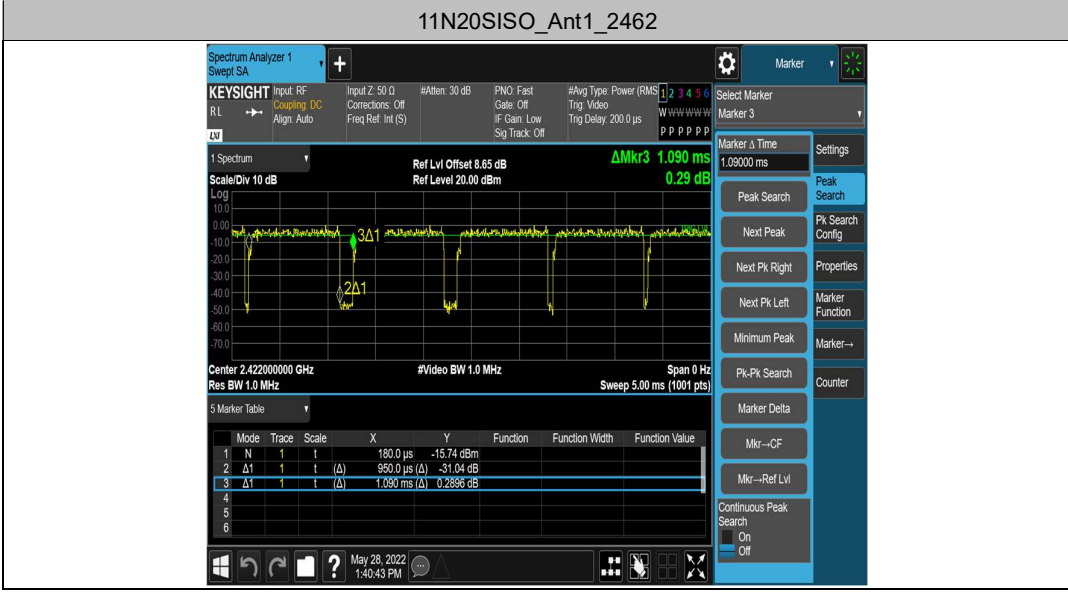 11N20SISO_Ant1_2462
Spectrum Analyzer 1
Swept SA
+
Marker
KEYSIGHT
RL
LXI
Input: RF
Coupling: DC
Align: Auto
Input Z: 50 Ω
Corrections: Off
Freq Ref: Int (S)
#Atten: 30 dB
PNO: Fast
Gate: Off
IF Gain: Low
Sig Track: Off
#Avg Type: Power (RMS
Trig: Video
Trig Delay: 200.0 µs
1 2 3 4 5 6
W W W W W W
P P P P P P
Select Marker
Marker 3
1 Spectrum
Scale/Div 10 dB
Ref Lvl Offset 8.65 dB
Ref Level 20.00 dBm
ΔMkr3 1.090 ms
0.29 dB
Log
10.0
0.00
-10.0
-20.0
-30.0
-40.0
-50.0
-60.0
-70.0
3Δ1
2Δ1
Center 2.422000000 GHz
Res BW 1.0 MHz
#Video BW 1.0 MHz
Span 0 Hz
Sweep 5.00 ms (1001 pts)
5 Marker Table
Mode Trace Scale X Y Function Function Width Function Value
1 N 1 t 180.0 µs -15.74 dBm
2 Δ1 1 t (Δ) 950.0 µs (Δ) -31.04 dB
3 Δ1 1 t (Δ) 1.090 ms (Δ) 0.2896 dB
4
5
6
Marker Δ Time
1.09000 ms
Peak Search
Next Peak
Next Pk Right
Next Pk Left
Minimum Peak
Pk-Pk Search
Marker Delta
Mkr→CF
Mkr→Ref Lvl
Continuous Peak
Search
On
Off
Settings
Peak
Search
Pk Search
Config
Properties
Marker
Function
Marker→
Counter
?
May 28, 2022
1:40:43 PM